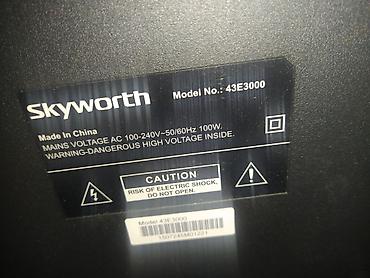 Skyworth Model No.: 43E3000
Made in China
MAINS VOLTAGE AC 100-240V~50/60Hz 100W.
WARNING-DANGEROUS HIGH VOLTAGE INSIDE.
CAUTION
RISK OF ELECTRIC SHOCK,
DO NOT OPEN.
Model 43E3000